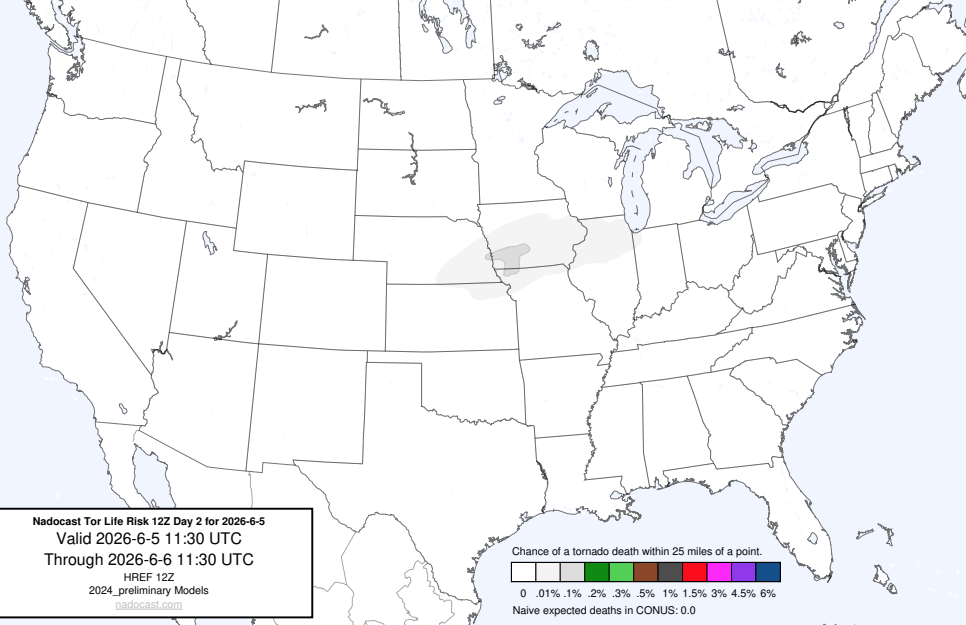 Nadocast Tor Life Risk 12Z Day 2 for 2026-6-5
Valid 2026-6-5 11:30 UTC
Through 2026-6-6 11:30 UTC
HREF 12Z
2024_preliminary Models
nadocast.com
Chance of a tornado death within 25 miles of a point.
0 .01% .1% .2% .3% .5% 1% 1.5% 3% 4.5% 6%
Naive expected deaths in CONUS: 0.0